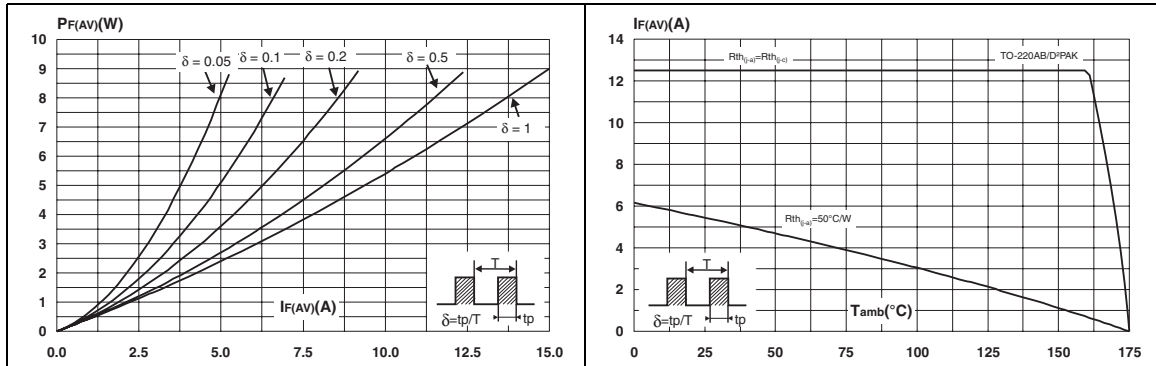 PF(AV)(W)
10
9
8
7
6
5
4
3
2
1
0
δ = 0.05
δ = 0.1
δ = 0.2
δ = 0.5
δ = 1
T
IF(AV)(A)
δ=tp/T
tp
0.0 2.5 5.0 7.5 10.0 12.5 15.0
IF(AV)(A)
14
12
10
8
6
4
2
0
Rth(j-a)=Rth(j-c)
TO-220AB/D²PAK
Rth(j-a)=50°C/W
T
Tamb(°C)
δ=tp/T
tp
0 25 50 75 100 125 150 175